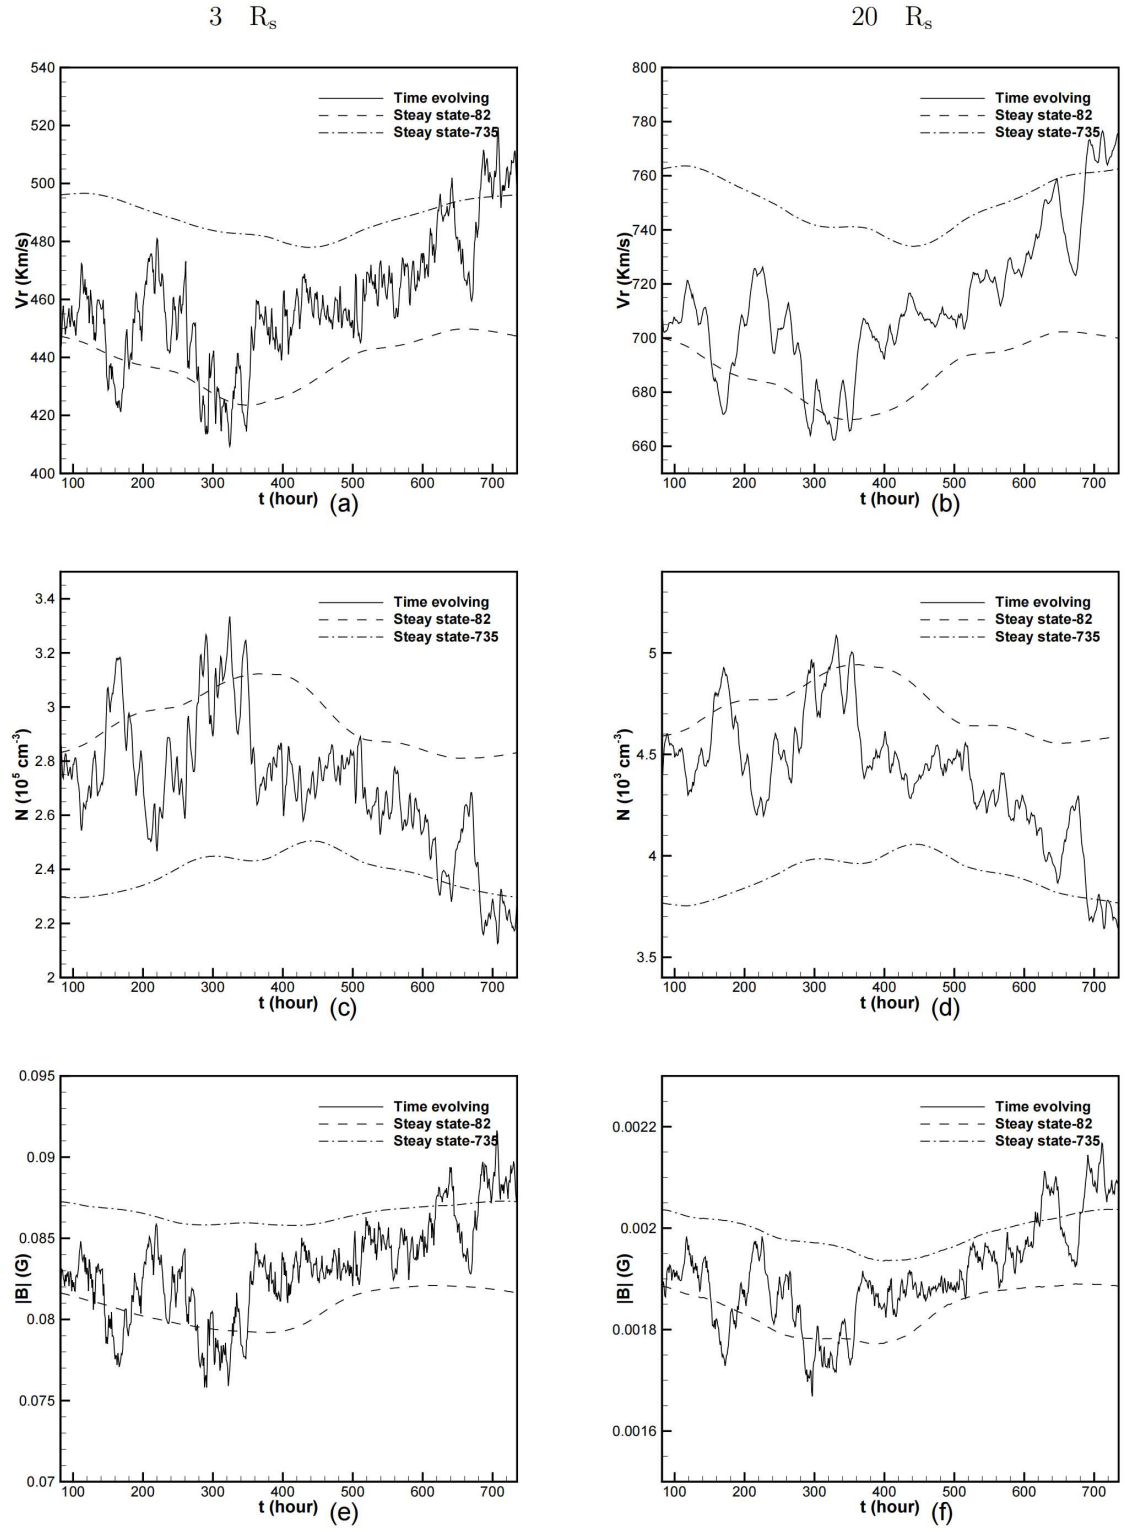 3 Rs
20 Rs
540
520
500
480
460
440
420
400
Vr (Km/s)
Time evolving
Steay state-82
Steay state-735
100 200 300 400 500 600 700
t (hour)
(a)
800
780
760
740
720
700
680
660
Vr (Km/s)
Time evolving
Steay state-82
Steay state-735
100 200 300 400 500 600 700
t (hour)
(b)
3.4
3.2
3
2.8
2.6
2.4
2.2
2
N (10⁵ cm⁻³)
Time evolving
Steay state-82
Steay state-735
100 200 300 400 500 600 700
t (hour)
(c)
5
4.5
4
3.5
N (10³ cm⁻³)
Time evolving
Steay state-82
Steay state-735
100 200 300 400 500 600 700
t (hour)
(d)
0.095
0.09
0.085
0.08
0.075
0.07
|B| (G)
Time evolving
Steay state-82
Steay state-735
100 200 300 400 500 600 700
t (hour)
(e)
0.0022
0.002
0.0018
0.0016
|B| (G)
Time evolving
Steay state-82
Steay state-735
100 200 300 400 500 600 700
t (hour)
(f)